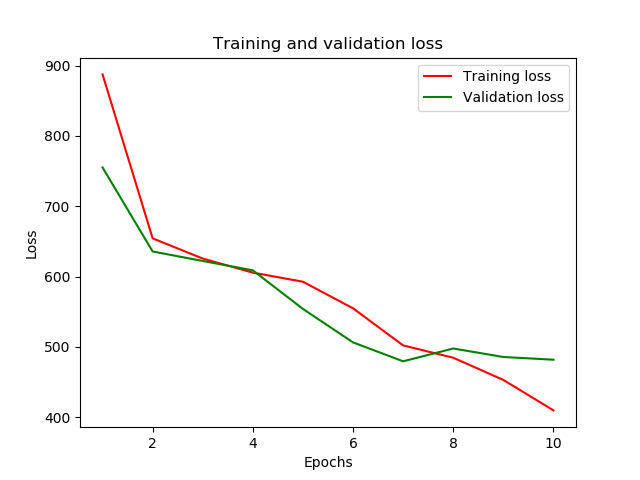 Training and validation loss
Training loss
Validation loss
900
800
700
600
500
400
Loss
2
4
6
8
10
Epochs